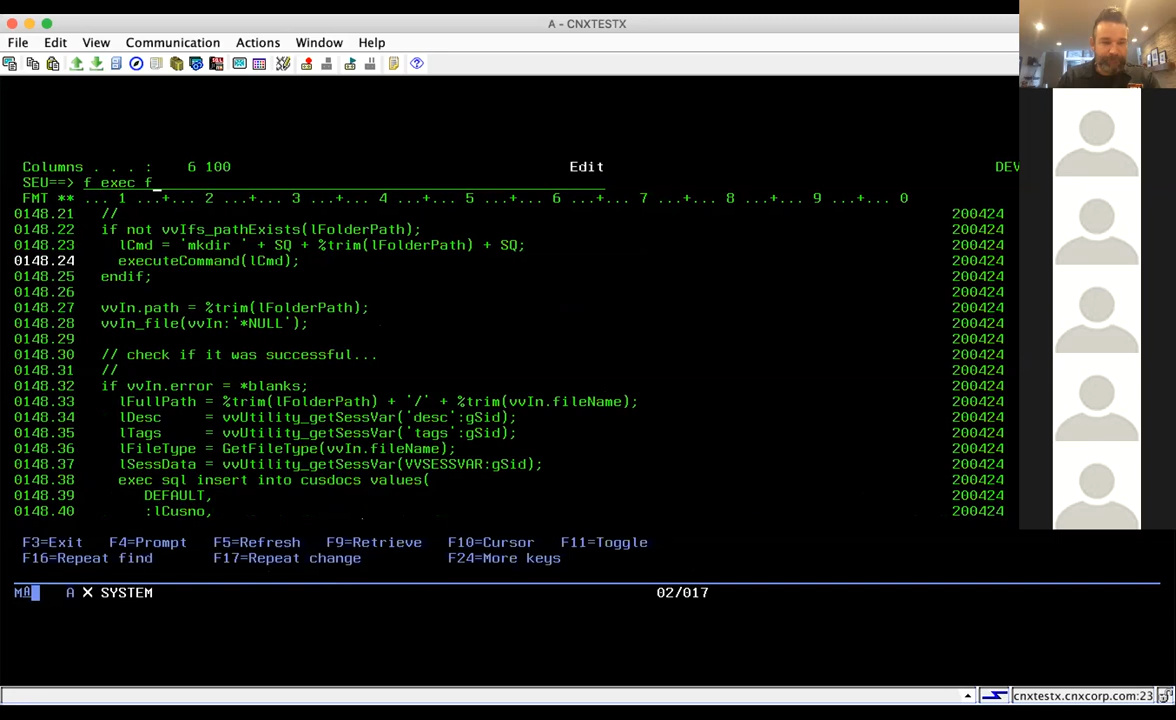 A - CNXTESTX
File Edit View Communication Actions Window Help
Columns . . . : 6 100 Edit DEV
SEU==> f exec f_
FMT ** ... 1 ...+... 2 ...+... 3 ...+... 4 ...+... 5 ...+... 6 ...+... 7 ...+... 8 ...+... 9 ...+... 0
0148.21 // 200424
0148.22 if not vvIfs_pathExists(lFolderPath); 200424
0148.23 lCmd = 'mkdir ' + SQ + %trim(lFolderPath) + SQ; 200424
0148.24 executeCommand(lCmd); 200424
0148.25 endif; 200424
0148.26 200424
0148.27 vvIn.path = %trim(lFolderPath); 200424
0148.28 vvIn_file(vvIn:'*NULL'); 200424
0148.29 200424
0148.30 // check if it was successful... 200424
0148.31 // 200424
0148.32 if vvIn.error = *blanks; 200424
0148.33 lFullPath = %trim(lFolderPath) + '/' + %trim(vvIn.fileName); 200424
0148.34 lDesc = vvUtility_getSessVar('desc':gSid); 200424
0148.35 lTags = vvUtility_getSessVar('tags':gSid); 200424
0148.36 lFileType = GetFileType(vvIn.fileName); 200424
0148.37 lSessData = vvUtility_getSessVar(VVSESSVAR:gSid); 200424
0148.38 exec sql insert into cusdocs values( 200424
0148.39 DEFAULT, 200424
0148.40 :lCusno, 200424
F3=Exit F4=Prompt F5=Refresh F9=Retrieve F10=Cursor F11=Toggle
F16=Repeat find F17=Repeat change F24=More keys
MA A X SYSTEM 02/017
cnxtestx.cnxcorp.com:23